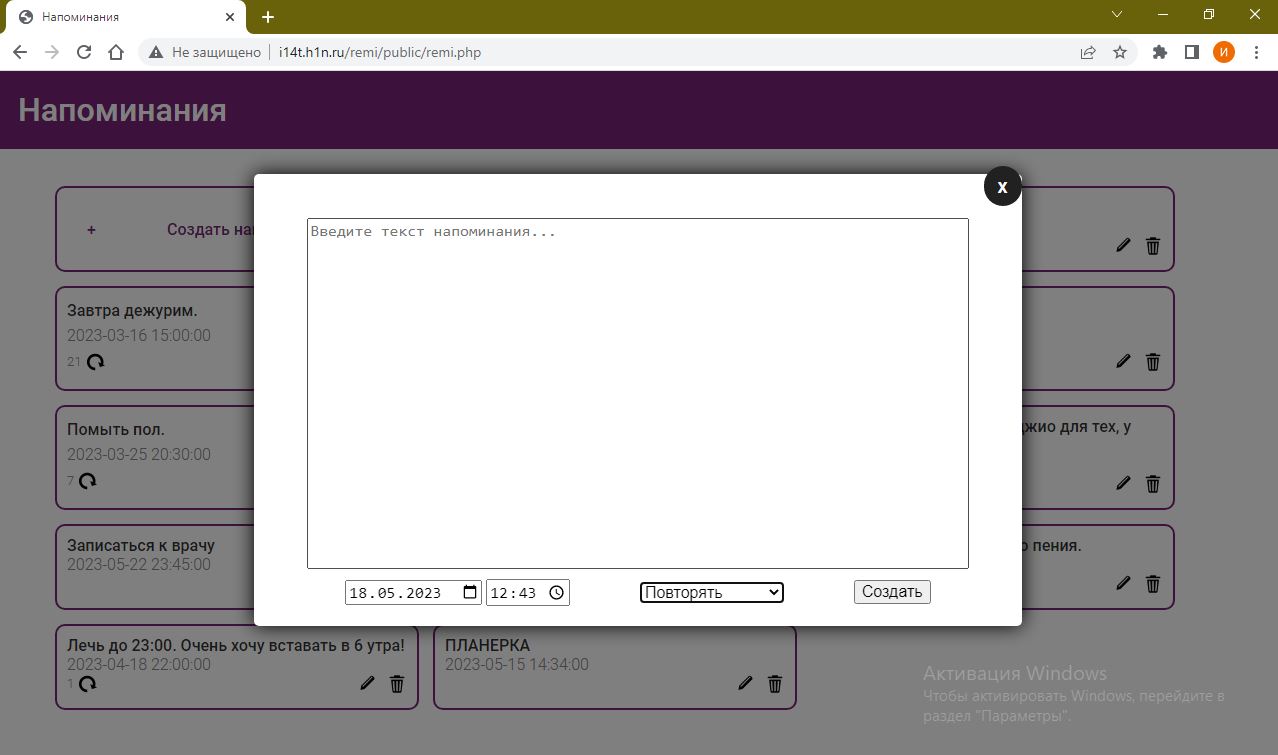 Напоминания
Не защищено
i14t.h1n.ru/remi/public/remi.php
И
Напоминания
x
+ Создать на
Введите текст напоминания...
Завтра дежурим.
2023-03-16 15:00:00
21
Помыть пол.
2023-03-25 20:30:00
7
джио для тех, у
Записаться к врачу
2023-05-22 23:45:00
о пения.
18.05.2023 12:43 Повторять Создать
Лечь до 23:00. Очень хочу вставать в 6 утра!
2023-04-18 22:00:00
1
ПЛАНЕРКА
2023-05-15 14:34:00
Активация Windows
Чтобы активировать Windows, перейдите в
раздел "Параметры".